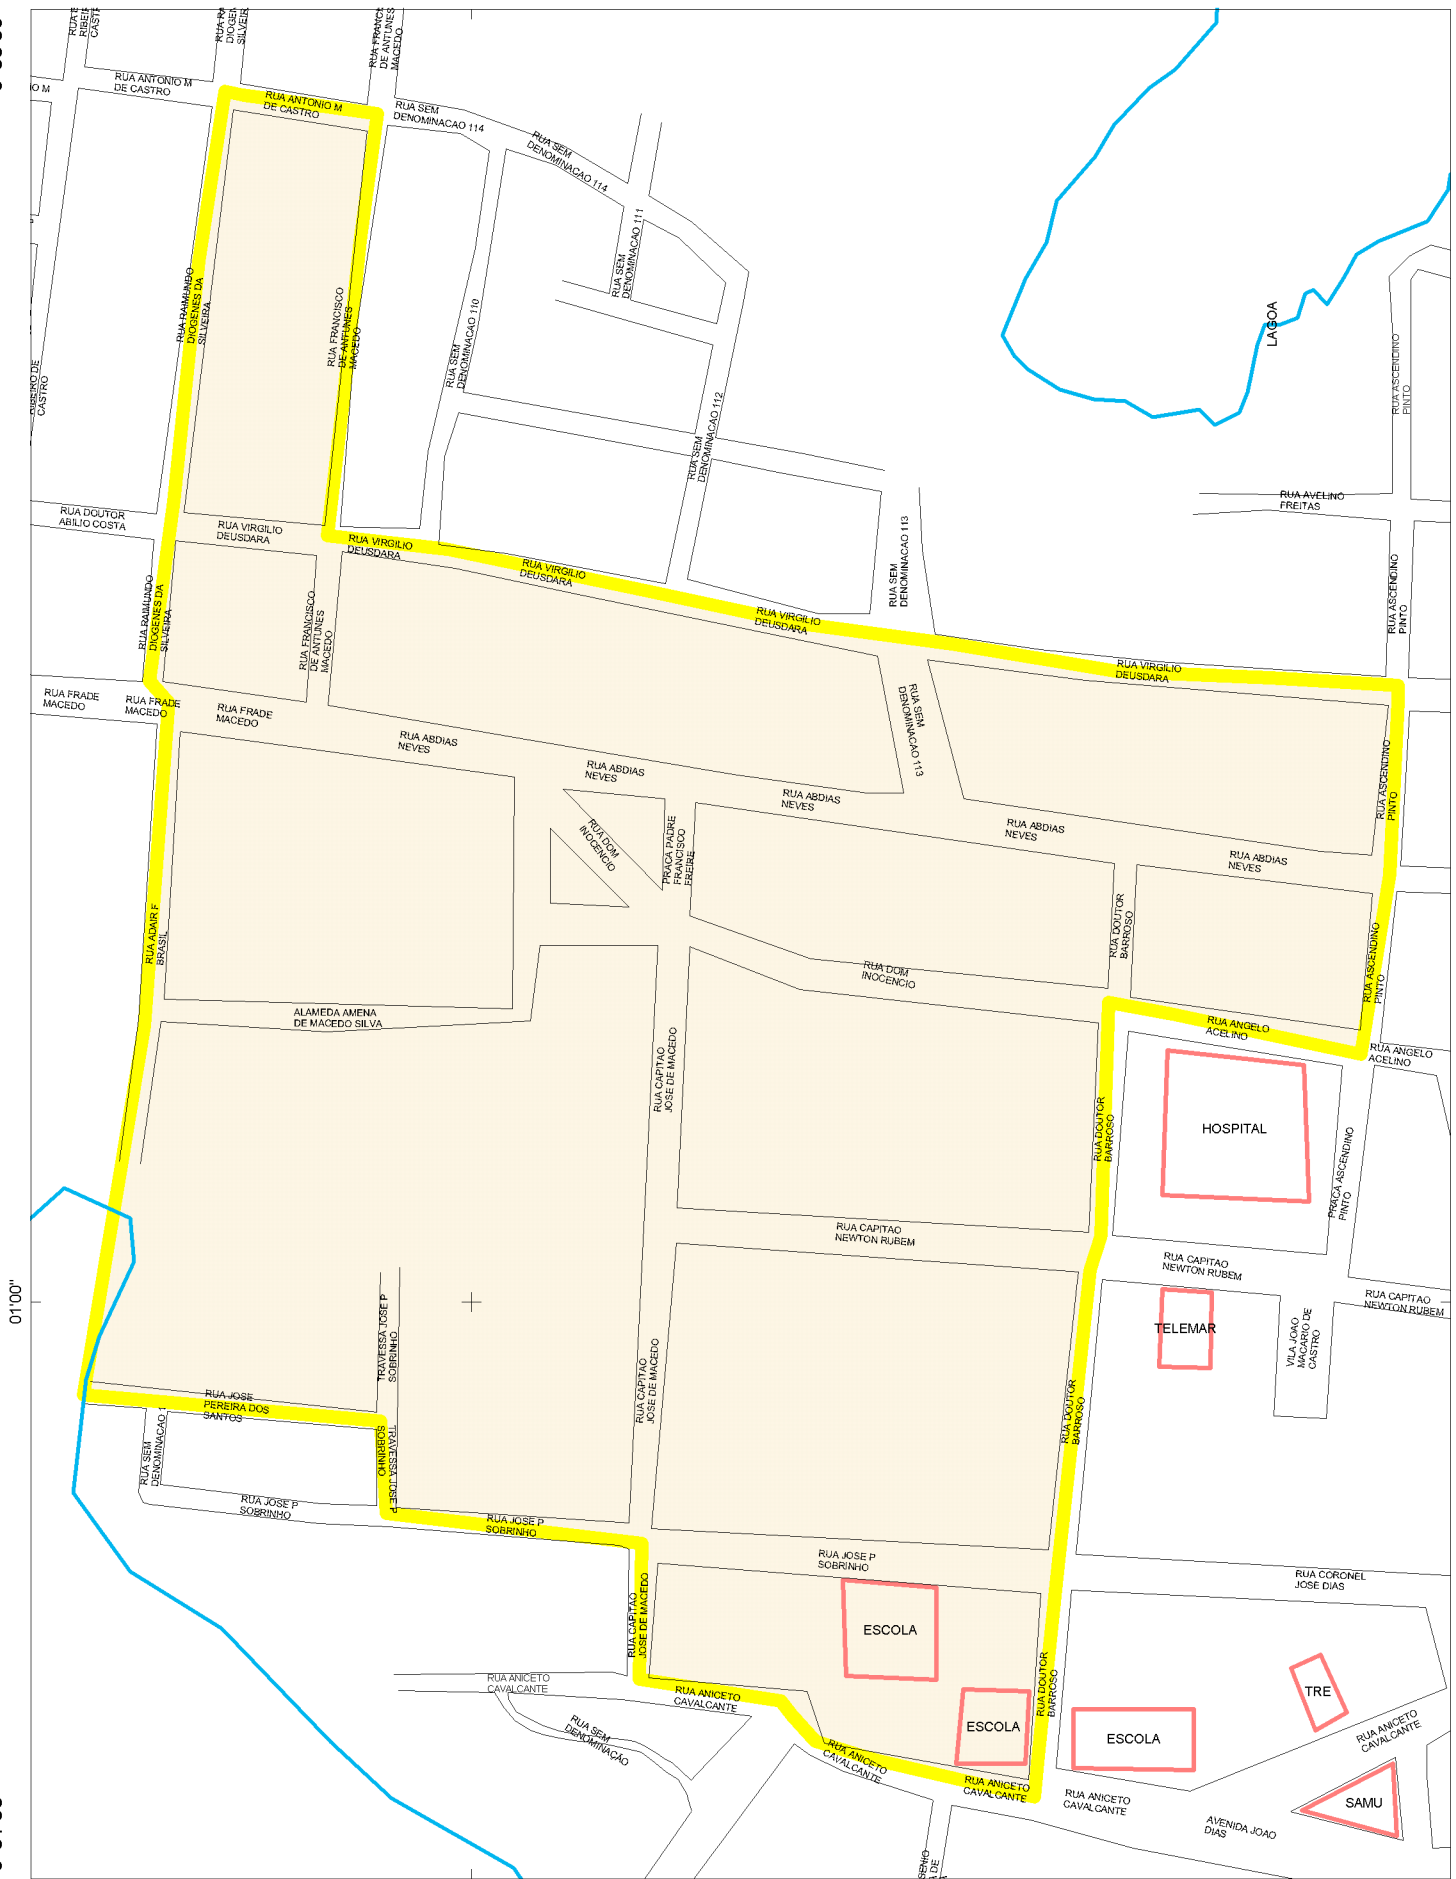 RUA ANTONIO M
DE CASTRO
RUA ANTONIO M
DE CASTRO
RUA FRANCISCO
DE ANTUNES
MACEDO
RUA SEM
DENOMINACAO 114
RUA SEM
DENOMINACAO 114
RUA SEM
DENOMINACAO 111
RUA SEM
DENOMINACAO 110
RUA RAIMUNDO
DIOGENES DA
SILVEIRA
LAGOA
RUA ASCENDINO
PINTO
RIBEIRO DE
CASTRO
RUA SEM
DENOMINACAO 112
RUA AVELINO
FREITAS
RUA DOUTOR
ABILIO COSTA
RUA VIRGILIO
DEUSDARA
RUA VIRGILIO
DEUSDARA
RUA VIRGILIO
DEUSDARA
RUA VIRGILIO
DEUSDARA
RUA VIRGILIO
DEUSDARA
RUA SEM
DENOMINACAO 113
RUA ASCENDINO
PINTO
RUA RAIMUNDO
DIOGENES DA
SILVEIRA
RUA FRANCISCO
DE ANTUNES
MACEDO
RUA FRADE
MACEDO
RUA FRADE
MACEDO
RUA FRADE
MACEDO
RUA ABDIAS
NEVES
RUA ABDIAS
NEVES
RUA ABDIAS
NEVES
RUA ABDIAS
NEVES
RUA ABDIAS
NEVES
RUA SEM
DENOMINACAO 113
RUA ASCENDINO
PINTO
RUA DOM
INOCENCIO
PRACA PADRE
FRANCISCO
FREIRE
RUA ADAIR F
BRASIL
RUA DOUTOR
BARROSO
RUA DOM
INOCENCIO
RUA ASCENDINO
PINTO
ALAMEDA AMENA
DE MACEDO SILVA
RUA ANGELO
ACELINO
RUA ANGELO
ACELINO
RUA CAPITAO
JOSE DE MACEDO
RUA DOUTOR
BARROSO
HOSPITAL
PRACA ASCENDINO
PINTO
RUA CAPITAO
NEWTON RUBEM
RUA CAPITAO
NEWTON RUBEM
RUA CAPITAO
NEWTON RUBEM
01'00"
TELEMAR
VILA JOAO
MACARIO DE
CASTRO
TRAVESSA JOSE P
SOBRINHO
RUA CAPITAO
JOSE DE MACEDO
RUA JOSE
PEREIRA DOS
SANTOS
RUA SEM
DENOMINACAO 1
TRAVESSA JOSE P
SOBRINHO
RUA DOUTOR
BARROSO
RUA JOSE P
SOBRINHO
RUA JOSE P
SOBRINHO
RUA JOSE P
SOBRINHO
RUA CORONEL
JOSE DIAS
RUA CAPITAO
JOSE DE MACEDO
ESCOLA
RUA ANICETO
CAVALCANTE
RUA ANICETO
CAVALCANTE
RUA DOUTOR
BARROSO
TRE
ESCOLA
ESCOLA
RUA SEM
DENOMINAÇÃO
RUA ANICETO
CAVALCANTE
RUA ANICETO
CAVALCANTE
RUA ANICETO
CAVALCANTE
RUA ANICETO
CAVALCANTE
SAMU
AVENIDA JOAO
DIAS